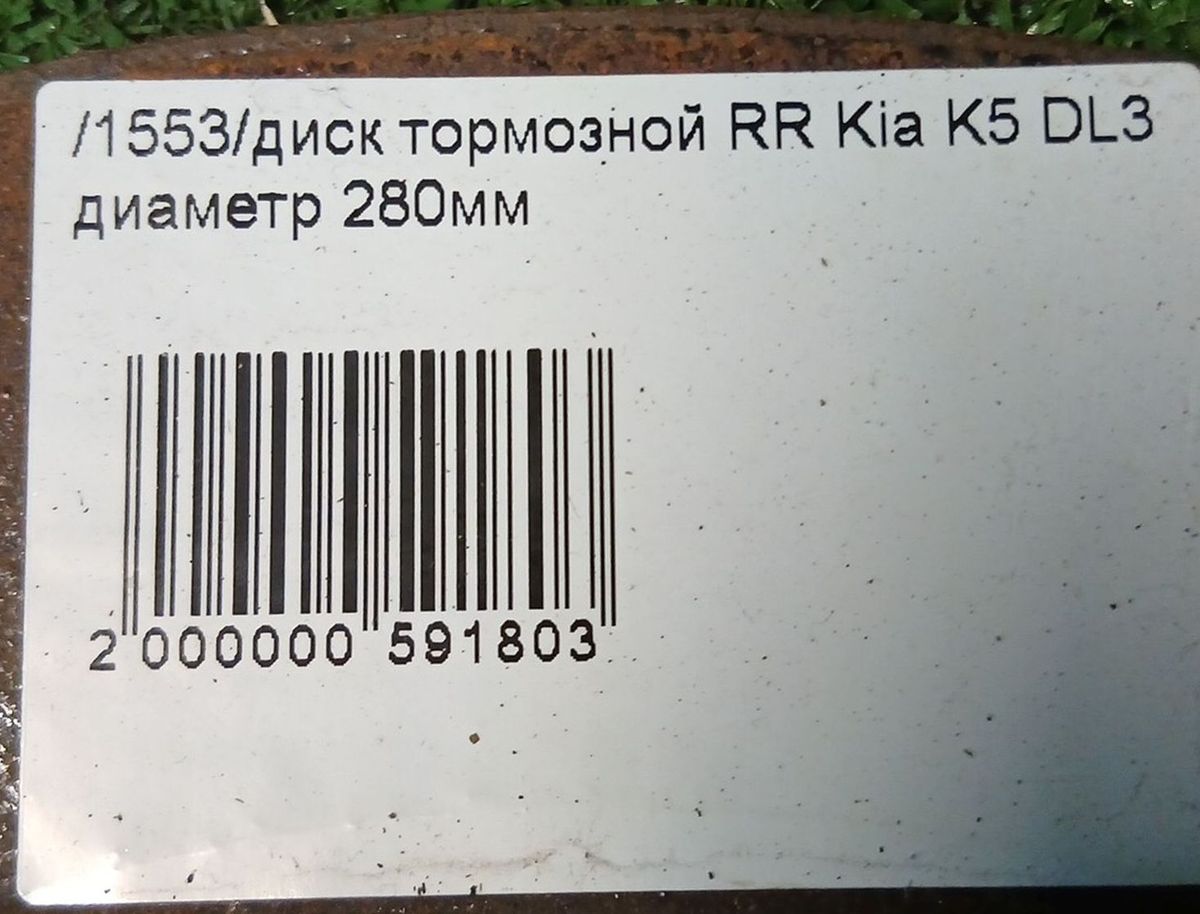 /1553/диск тормозной RR Kia K5 DL3
диаметр 280мм
2 000000 591803